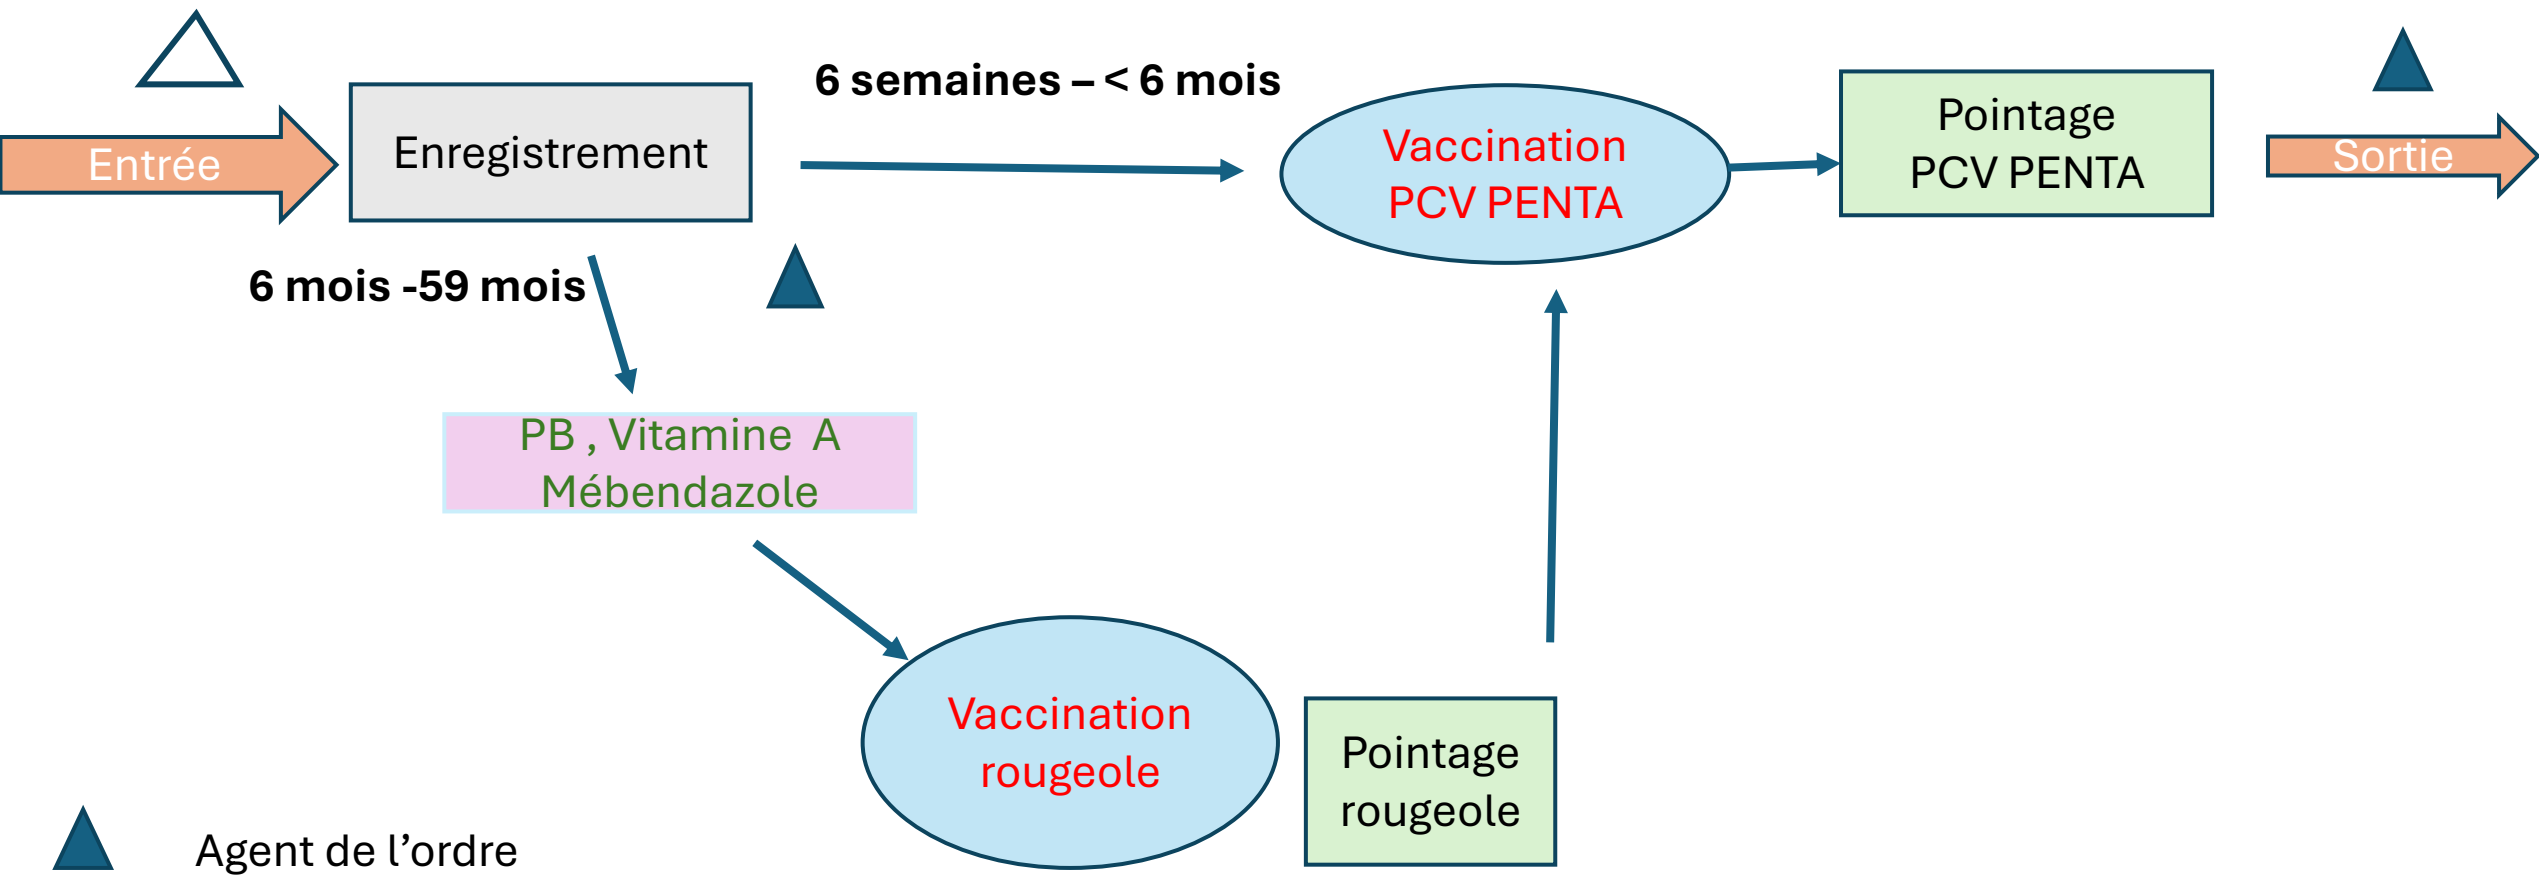 Entrée
Enregistrement
6 semaines – < 6 mois
Vaccination
PCV PENTA
Pointage
PCV PENTA
Sortie
6 mois -59 mois
PB , Vitamine  A
Mébendazole
Vaccination
rougeole
Pointage
rougeole
Agent de l’ordre